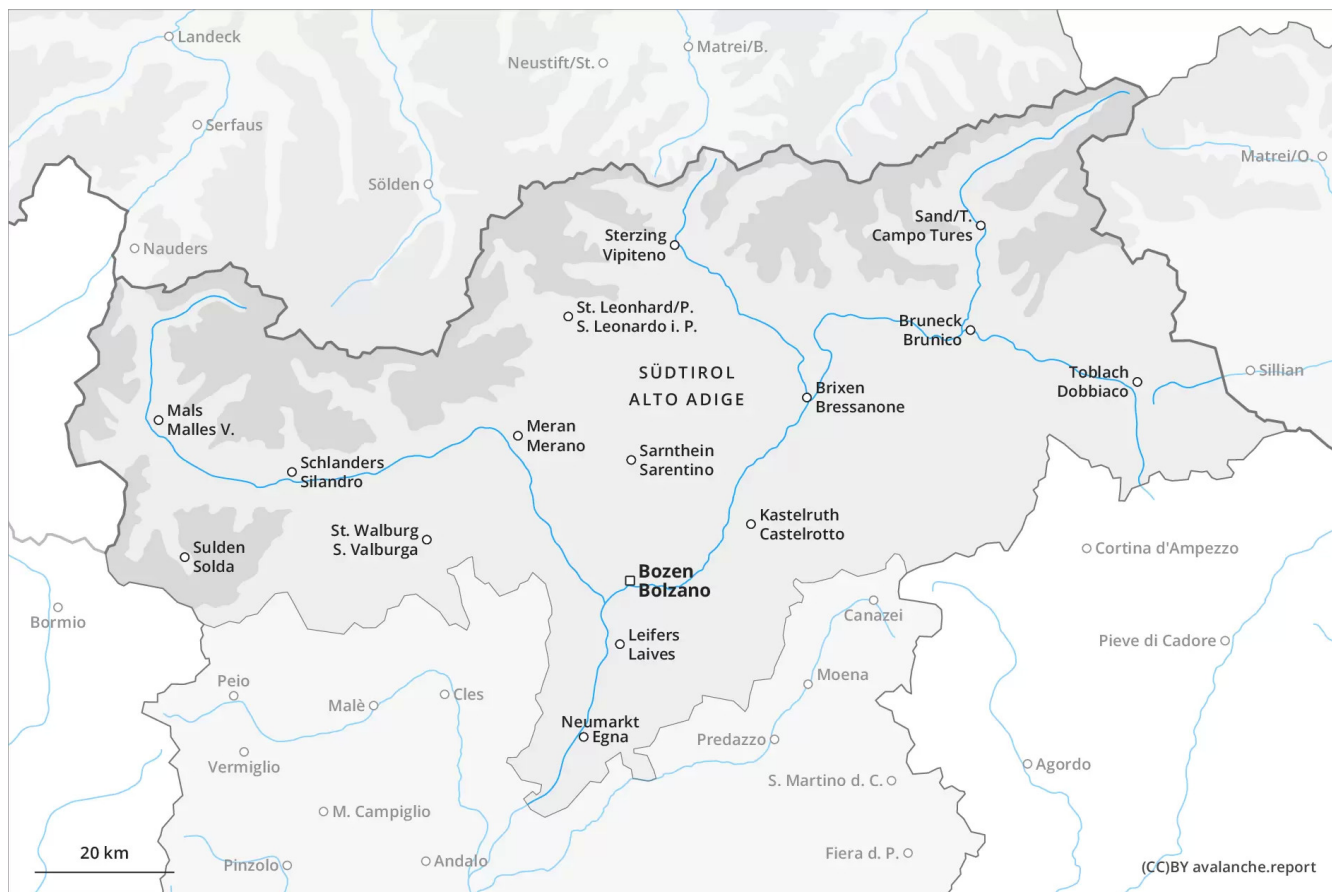 Landeck
Matrei/B.
Neustift/St.
Serfaus
Matrei/O.
Sölden
Sand/T.
Campo Tures
Nauders
Sterzing
Vipiteno
St. Leonhard/P.
S. Leonardo i. P.
Bruneck
Brunico
SÜDTIROL
ALTO ADIGE
Toblach
Dobbiaco
Sillian
Brixen
Bressanone
Mals
Malles V.
Meran
Merano
Sarnthein
Sarentino
Schlanders
Silandro
Kastelruth
Castelrotto
St. Walburg
S. Valburga
Sulden
Solda
Cortina d'Ampezzo
Bozen
Bolzano
Bormio
Canazei
Leifers
Laives
Pieve di Cadore
Peio
Moena
Cles
Malè
Neumarkt
Egna
Predazzo
Vermiglio
Agordo
S. Martino d. C.
M. Campiglio
20 km
Fiera d. P.
Andalo
Pinzolo
(CC)BY avalanche.report